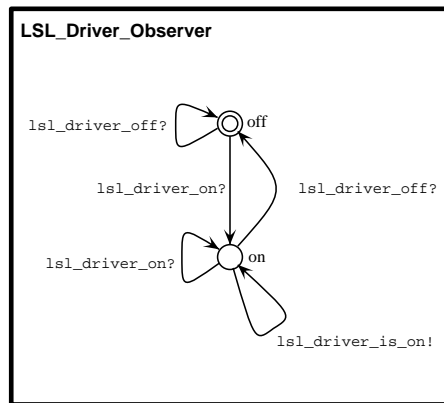 LSL_Driver_Observer
lsl_driver_off?
off
lsl_driver_on?
lsl_driver_off?
lsl_driver_on?
on
lsl_driver_is_on!